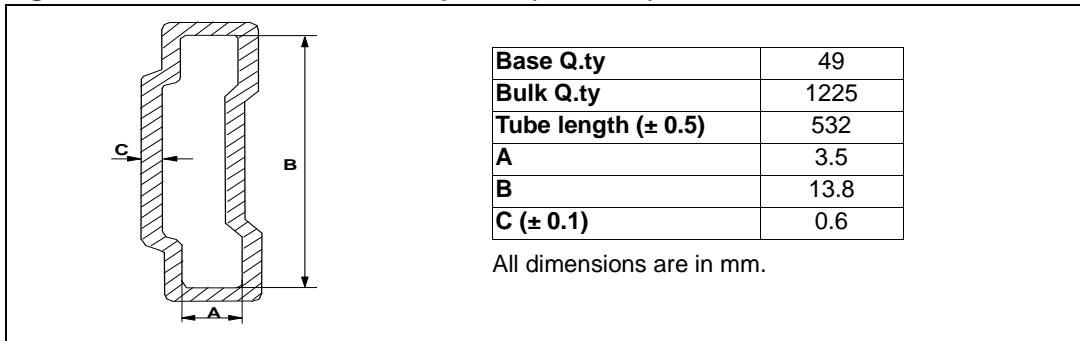 C
B
A
Base Q.ty 49
Bulk Q.ty 1225
Tube length (± 0.5) 532
A 3.5
B 13.8
C (± 0.1) 0.6
All dimensions are in mm.